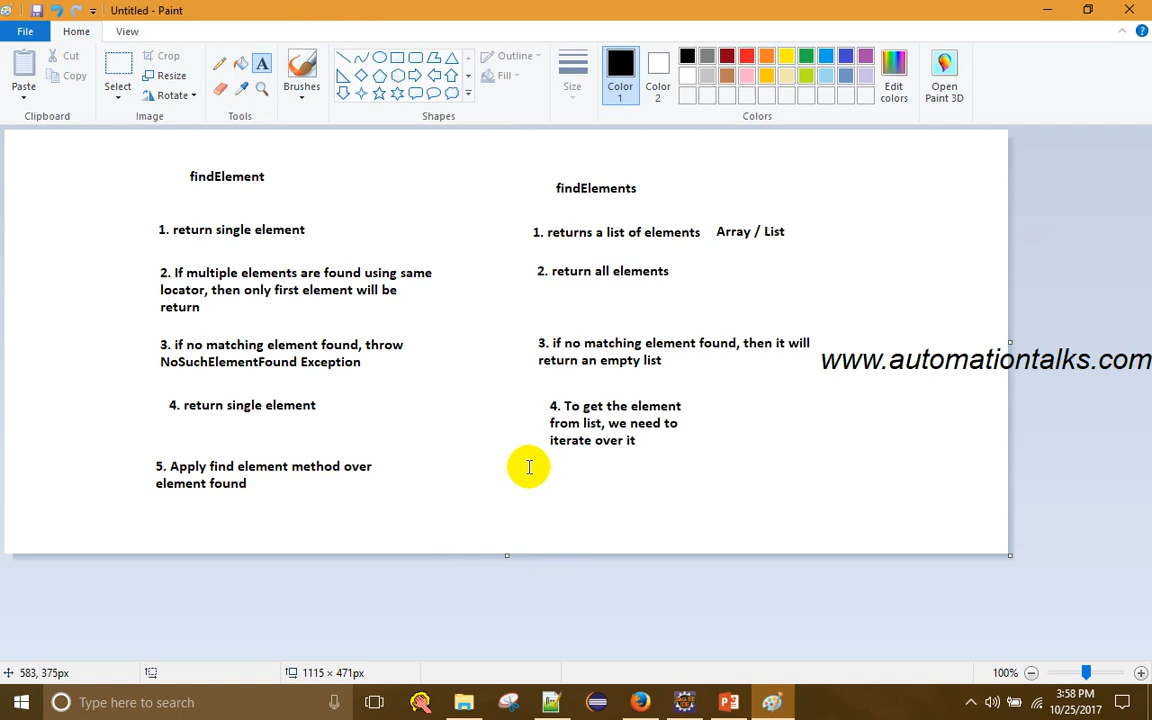 Untitled - Paint
File
Home
View
Paste
Cut
Copy
Clipboard
Select
Crop
Resize
Rotate
Image
Tools
A
Brushes
Shapes
Outline
Fill
Size
Color 1
Color 2
Edit colors
Open Paint 3D
Colors
findElement
1. return single element
2. If multiple elements are found using same
locator, then only first element will be
return
3. if no matching element found, throw
NoSuchElementFound Exception
4. return single element
5. Apply find element method over
element found
findElements
1. returns a list of elements
Array / List
2. return all elements
3. if no matching element found, then it will
return an empty list
4. To get the element
from list, we need to
iterate over it
www.automationtalks.com
583, 375px
1115 × 471px
100%
Type here to search
3:58 PM
10/25/2017